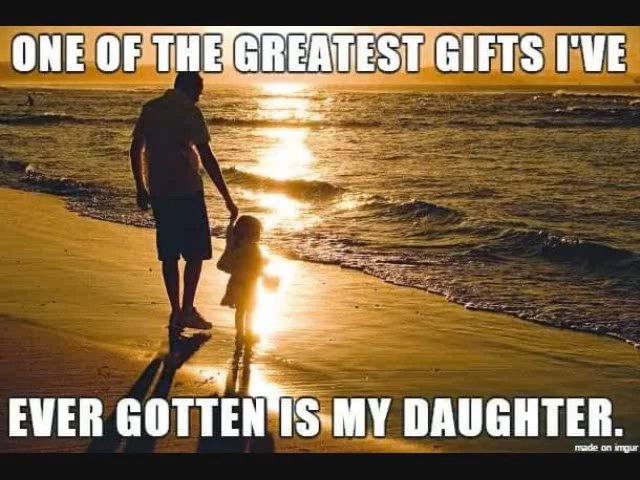 ONE OF THE GREATEST GIFTS I'VE
EVER GOTTEN IS MY DAUGHTER.
made on imgur